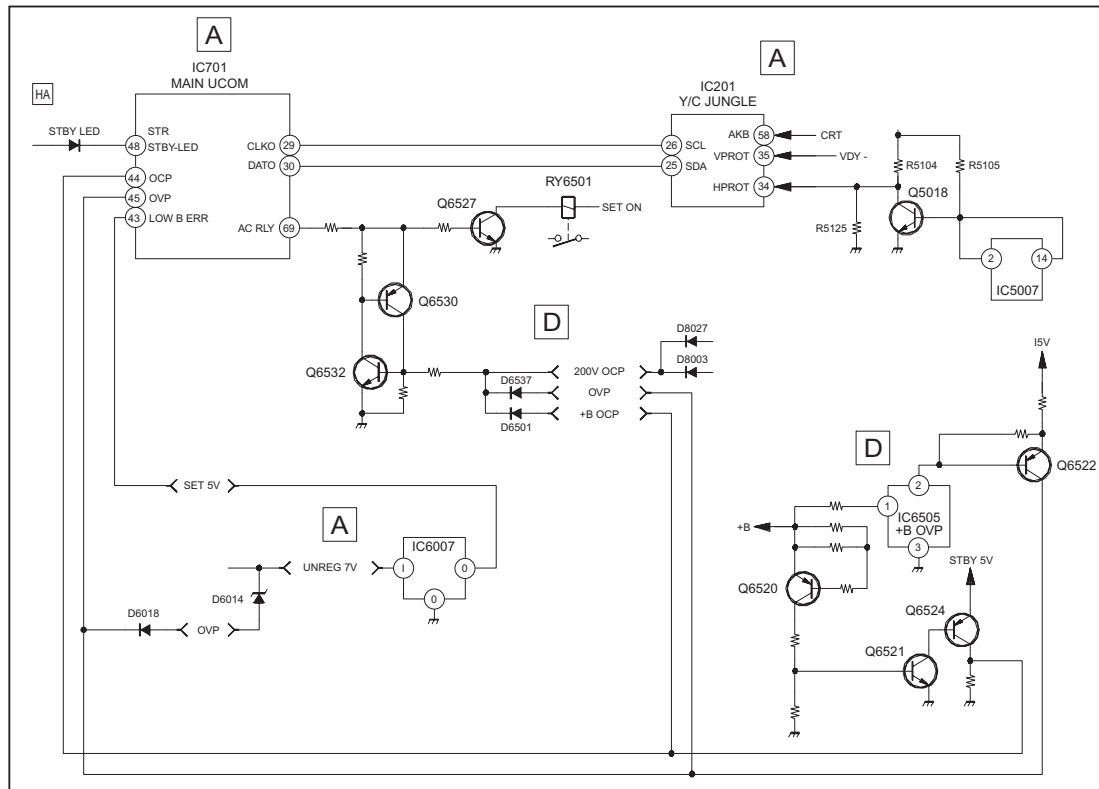 A
IC701
MAIN UCOM
HA
STBY LED
48
STR
STBY-LED
44
OCP
45
OVP
43
LOW B ERR
CLKO
29
DATO
30
AC RLY
69
A
IC201
Y/C JUNGLE
26
SCL
25
SDA
AKB
58
CRT
VPROT
35
VDY -
HPROT
34
R5104
R5105
Q5018
R5125
2
14
IC5007
Q6527
RY6501
SET ON
Q6530
Q6532
D
D8027
D8003
200V OCP
D6537
OVP
+B OCP
D6501
I5V
Q6522
D
2
1
IC6505
+B OVP
3
+B
STBY 5V
Q6520
Q6524
Q6521
SET 5V
A
IC6007
UNREG 7V
I
0
0
D6014
D6018
OVP